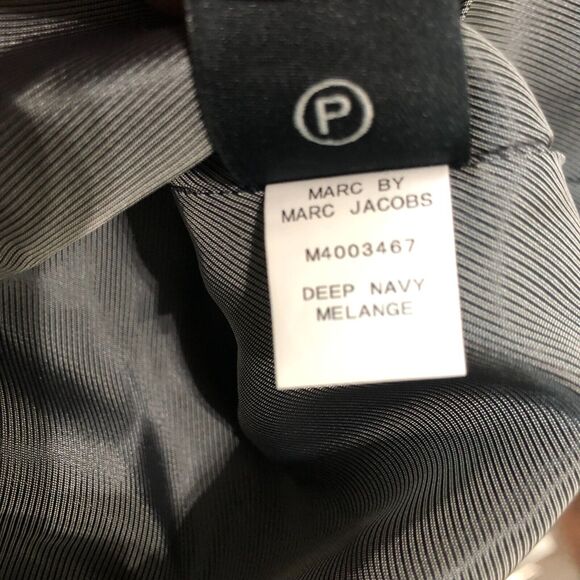 P
MARC BY
MARC JACOBS
M4003467
DEEP NAVY
MELANGE